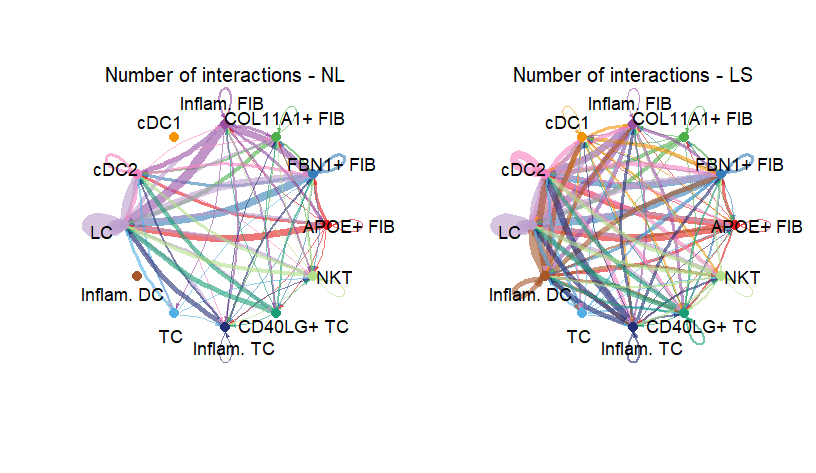 Number of interactions - NL
Inflam. FIB
COL11A1+ FIB
cDC1
FBN1+ FIB
cDC2
APOE+ FIB
LC
NKT
Inflam. DC
CD40LG+ TC
TC
Inflam. TC
Number of interactions - LS
Inflam. FIB
COL11A1+ FIB
cDC1
FBN1+ FIB
cDC2
APOE+ FIB
LC
NKT
Inflam. DC
CD40LG+ TC
TC
Inflam. TC